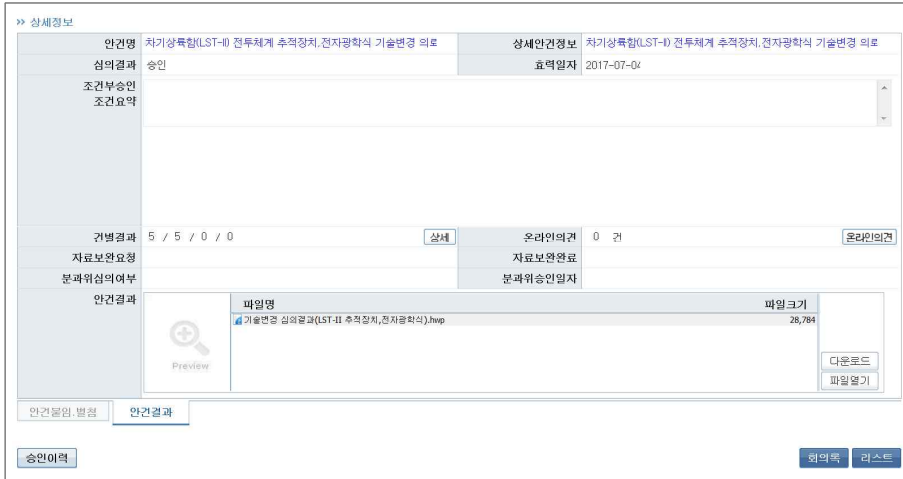 >> 상세정보
안건명 차기상륙함(LST-II) 전투체계 추적장치,전자광학식 기술변경 의뢰 상세안건정보 차기상륙함(LST-II) 전투체계 추적장치,전자광학식 기술변경 의뢰
심의결과 승인 효력일자 2017-07-04
조건부승인
조건요약
건별결과 5 / 5 / 0 / 0 상세 온라인의견 0 건 온라인의견
자료보완요청 자료보완완료
분과위심의여부 분과위승인일자
안건결과 파일명 파일크기
기술변경 심의결과(LST-II 추적장치,전자광학식).hwp 28,784
Preview
다운로드
파일열기
안건붙임.별첨 안건결과
승인이력 회의록 리스트